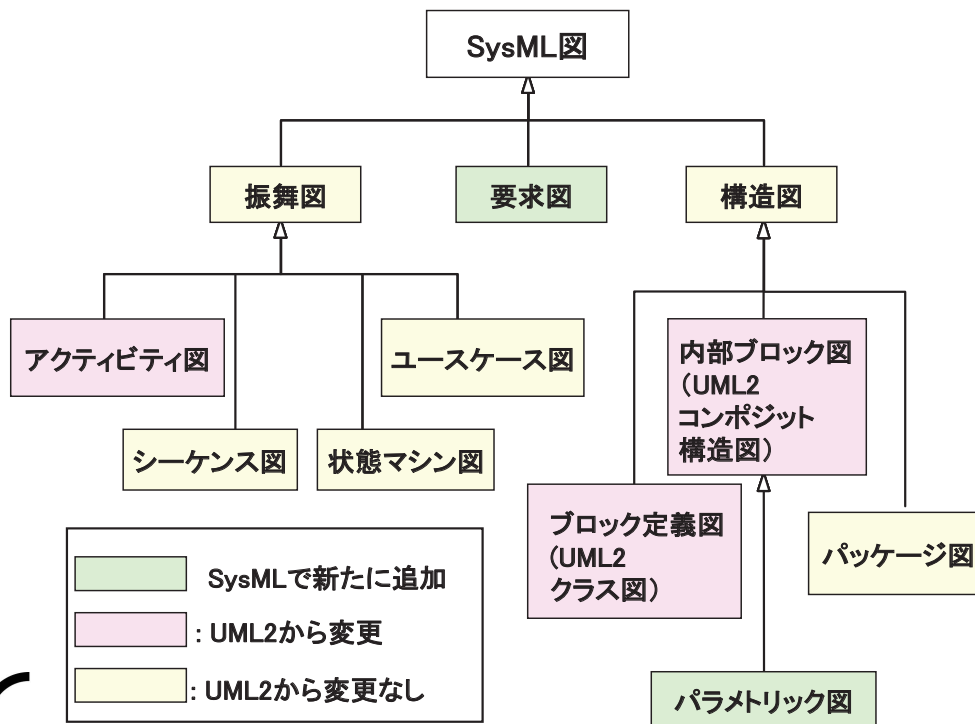 SysML図
振舞図
要求図
構造図
アクティビティ図
ユースケース図
シーケンス図
状態マシン図
内部ブロック図
(UML2
コンポジット
構造図)
ブロック定義図
(UML2
クラス図)
パッケージ図
パラメトリック図
SysMLで新たに追加
: UML2から変更
: UML2から変更なし